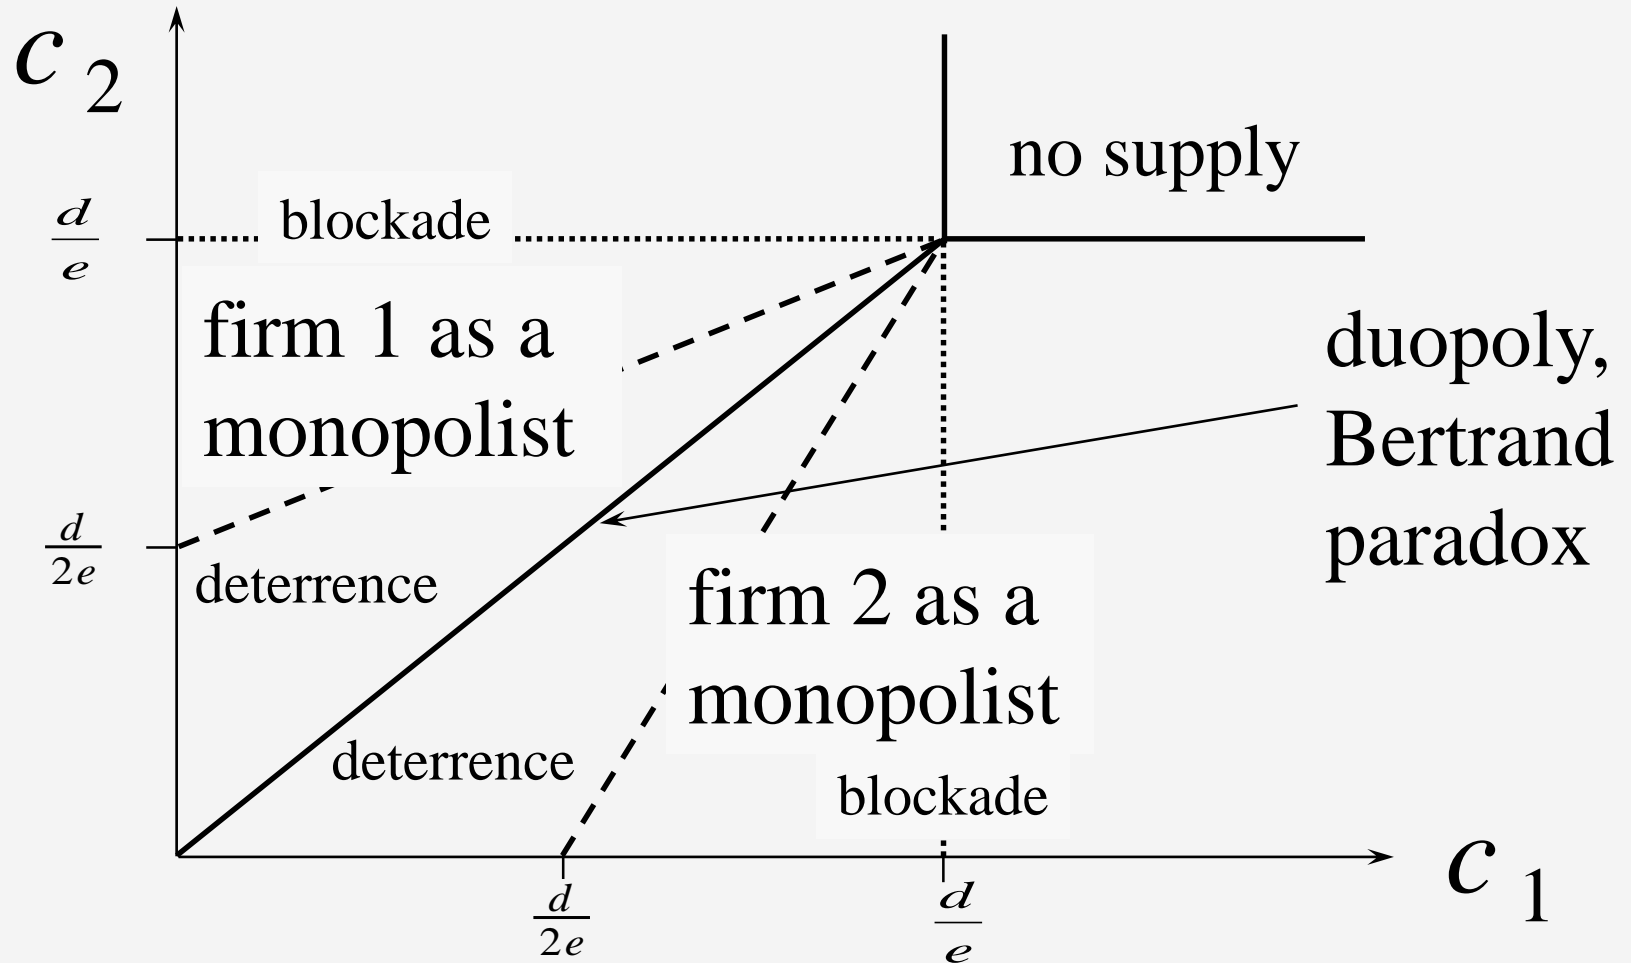 c 2
no supply
blockade
d/e
firm 1 as a
monopolist
duopoly,
Bertrand
paradox
d/2e
deterrence
firm 2 as a
monopolist
deterrence
blockade
c 1
d/2e
d/e